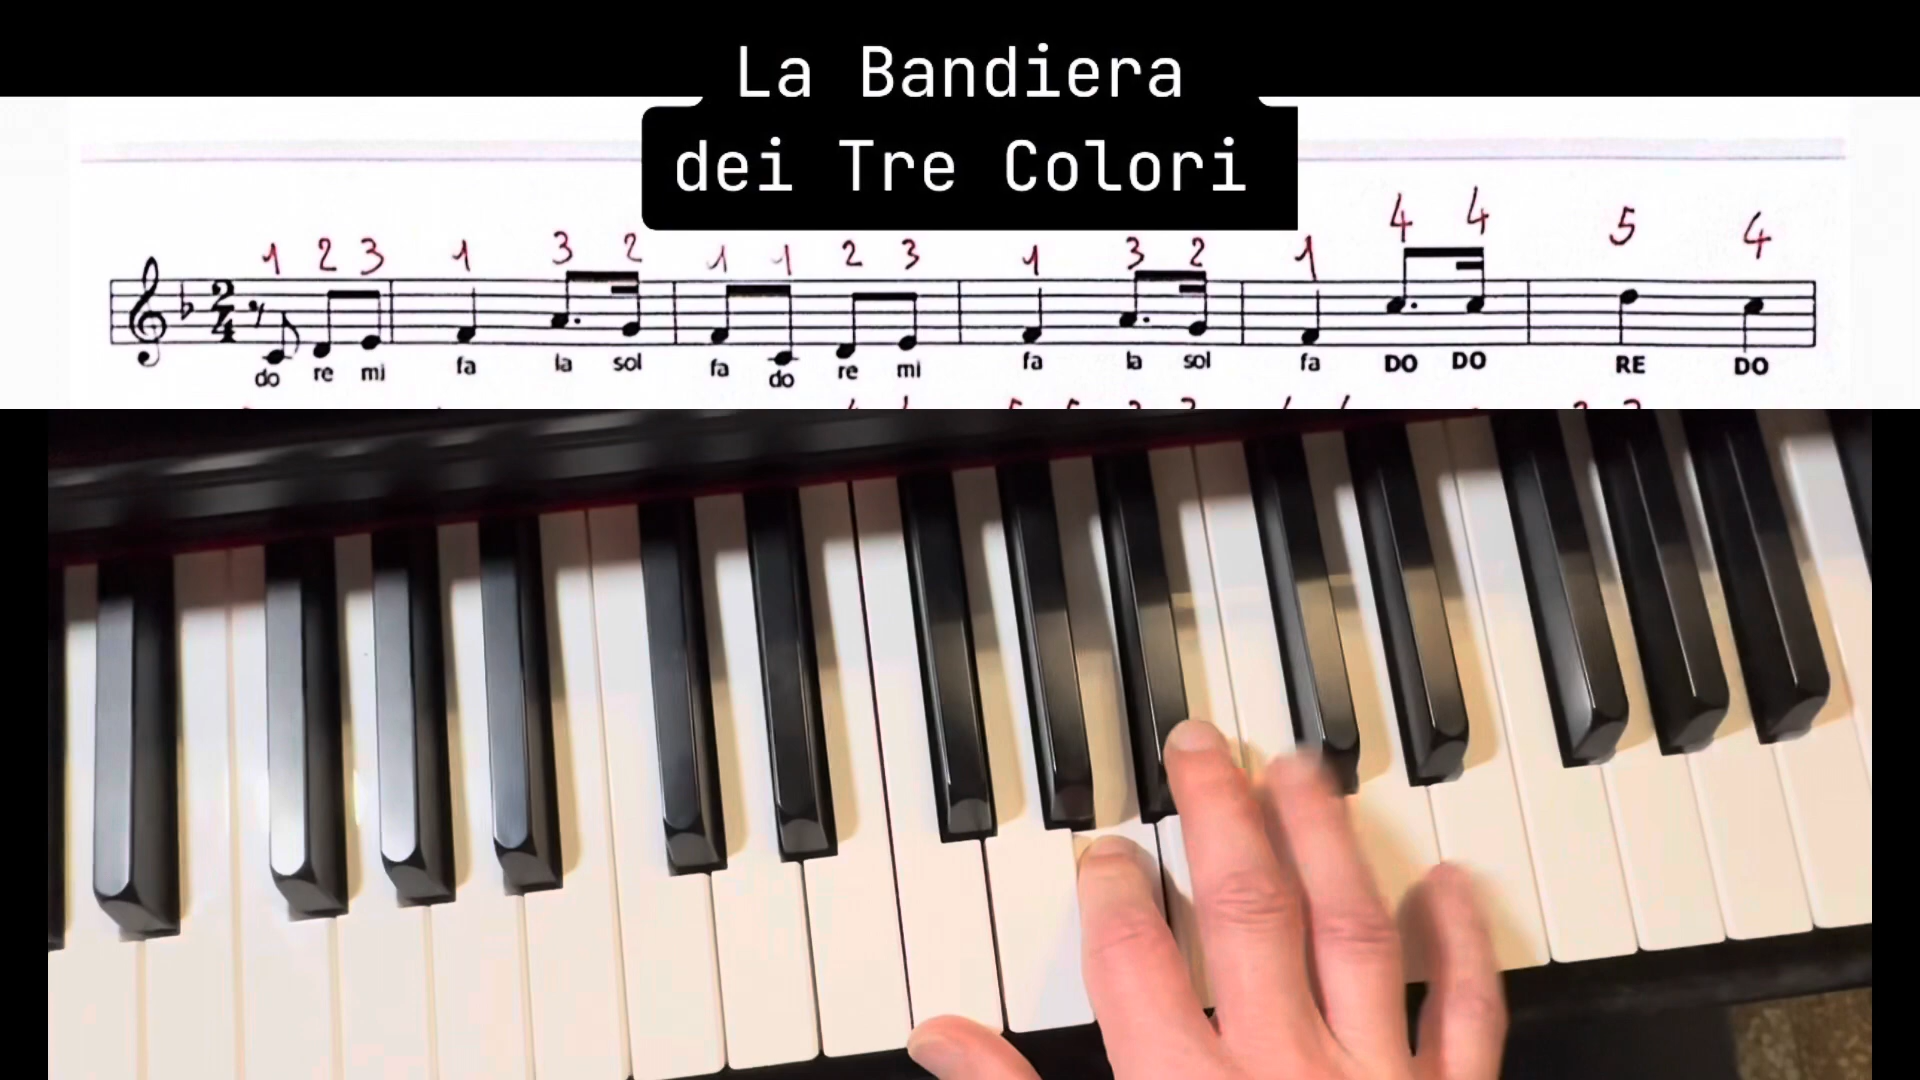 La Bandiera
dei Tre Colori
1 2 3 1 3 2 1 1 2 3 1 3 2 1 4 4 5 4
2
4
do re mi fa la sol fa do re mi fa la sol fa DO DO RE DO